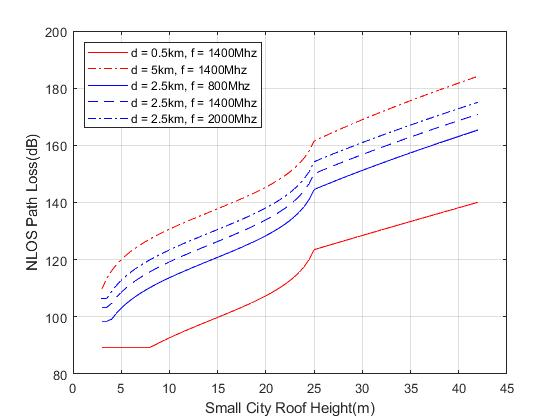 200
180
160
140
120
100
80
d = 0.5km, f = 1400Mhz
d = 5km, f = 1400Mhz
d = 2.5km, f = 800Mhz
d = 2.5km, f = 1400Mhz
d = 2.5km, f = 2000Mhz
NLOS Path Loss(dB)
0 5 10 15 20 25 30 35 40 45
Small City Roof Height(m)